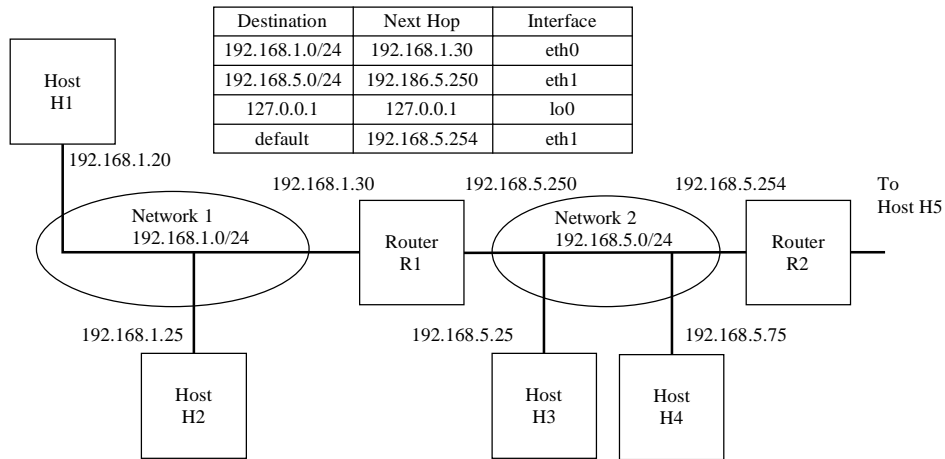 Destination Next Hop Interface
192.168.1.0/24 192.168.1.30 eth0
192.168.5.0/24 192.186.5.250 eth1
127.0.0.1 127.0.0.1 lo0
default 192.168.5.254 eth1
Host
H1
192.168.1.20
192.168.1.30
192.168.5.250
192.168.5.254
To
Host H5
Network 1
192.168.1.0/24
Router
R1
Network 2
192.168.5.0/24
Router
R2
192.168.1.25
192.168.5.25
192.168.5.75
Host
H2
Host
H3
Host
H4